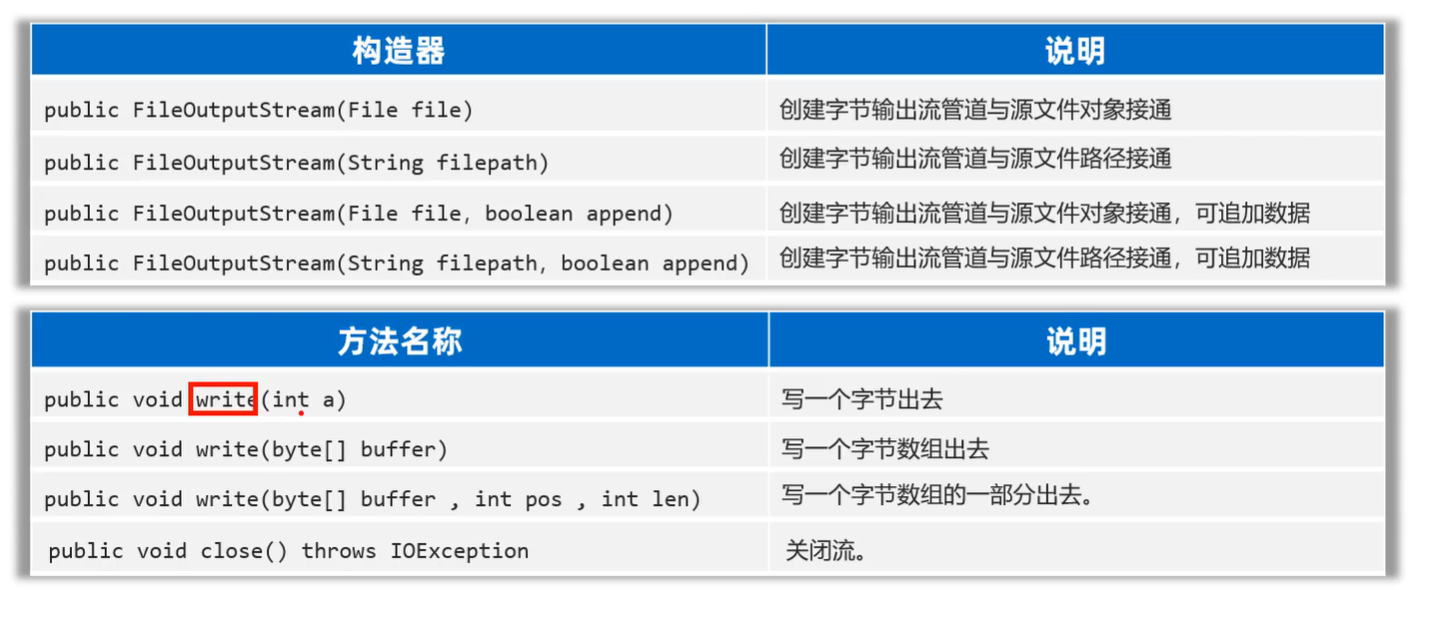 构造器 说明
public FileOutputStream(File file) 创建字节输出流管道与源文件对象接通
public FileOutputStream(String filepath) 创建字节输出流管道与源文件路径接通
public FileOutputStream(File file, boolean append) 创建字节输出流管道与源文件对象接通，可追加数据
public FileOutputStream(String filepath, boolean append) 创建字节输出流管道与源文件路径接通，可追加数据
方法名称 说明
public void write(int a) 写一个字节出去
public void write(byte[] buffer) 写一个字节数组出去
public void write(byte[] buffer , int pos , int len) 写一个字节数组的一部分出去。
public void close() throws IOException 关闭流。